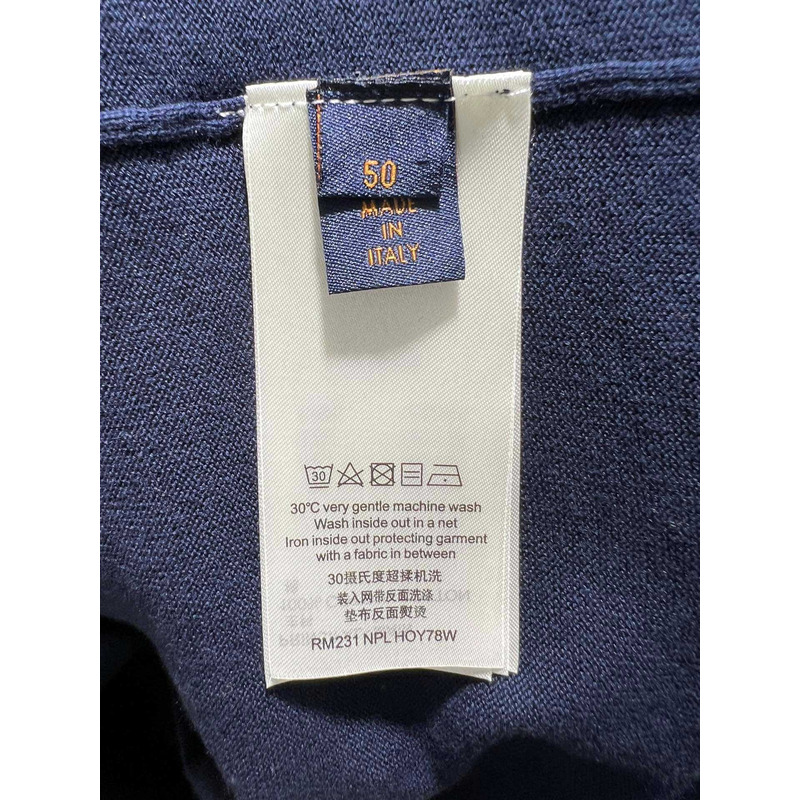 50
MADE
IN
ITALY
30
30°C very gentle machine wash
Wash inside out in a net
Iron inside out protecting garment
with a fabric in between
30摄氏度超揉机洗
装入网带反面洗涤
垫布反面熨烫
RM231 NPL HOY78W